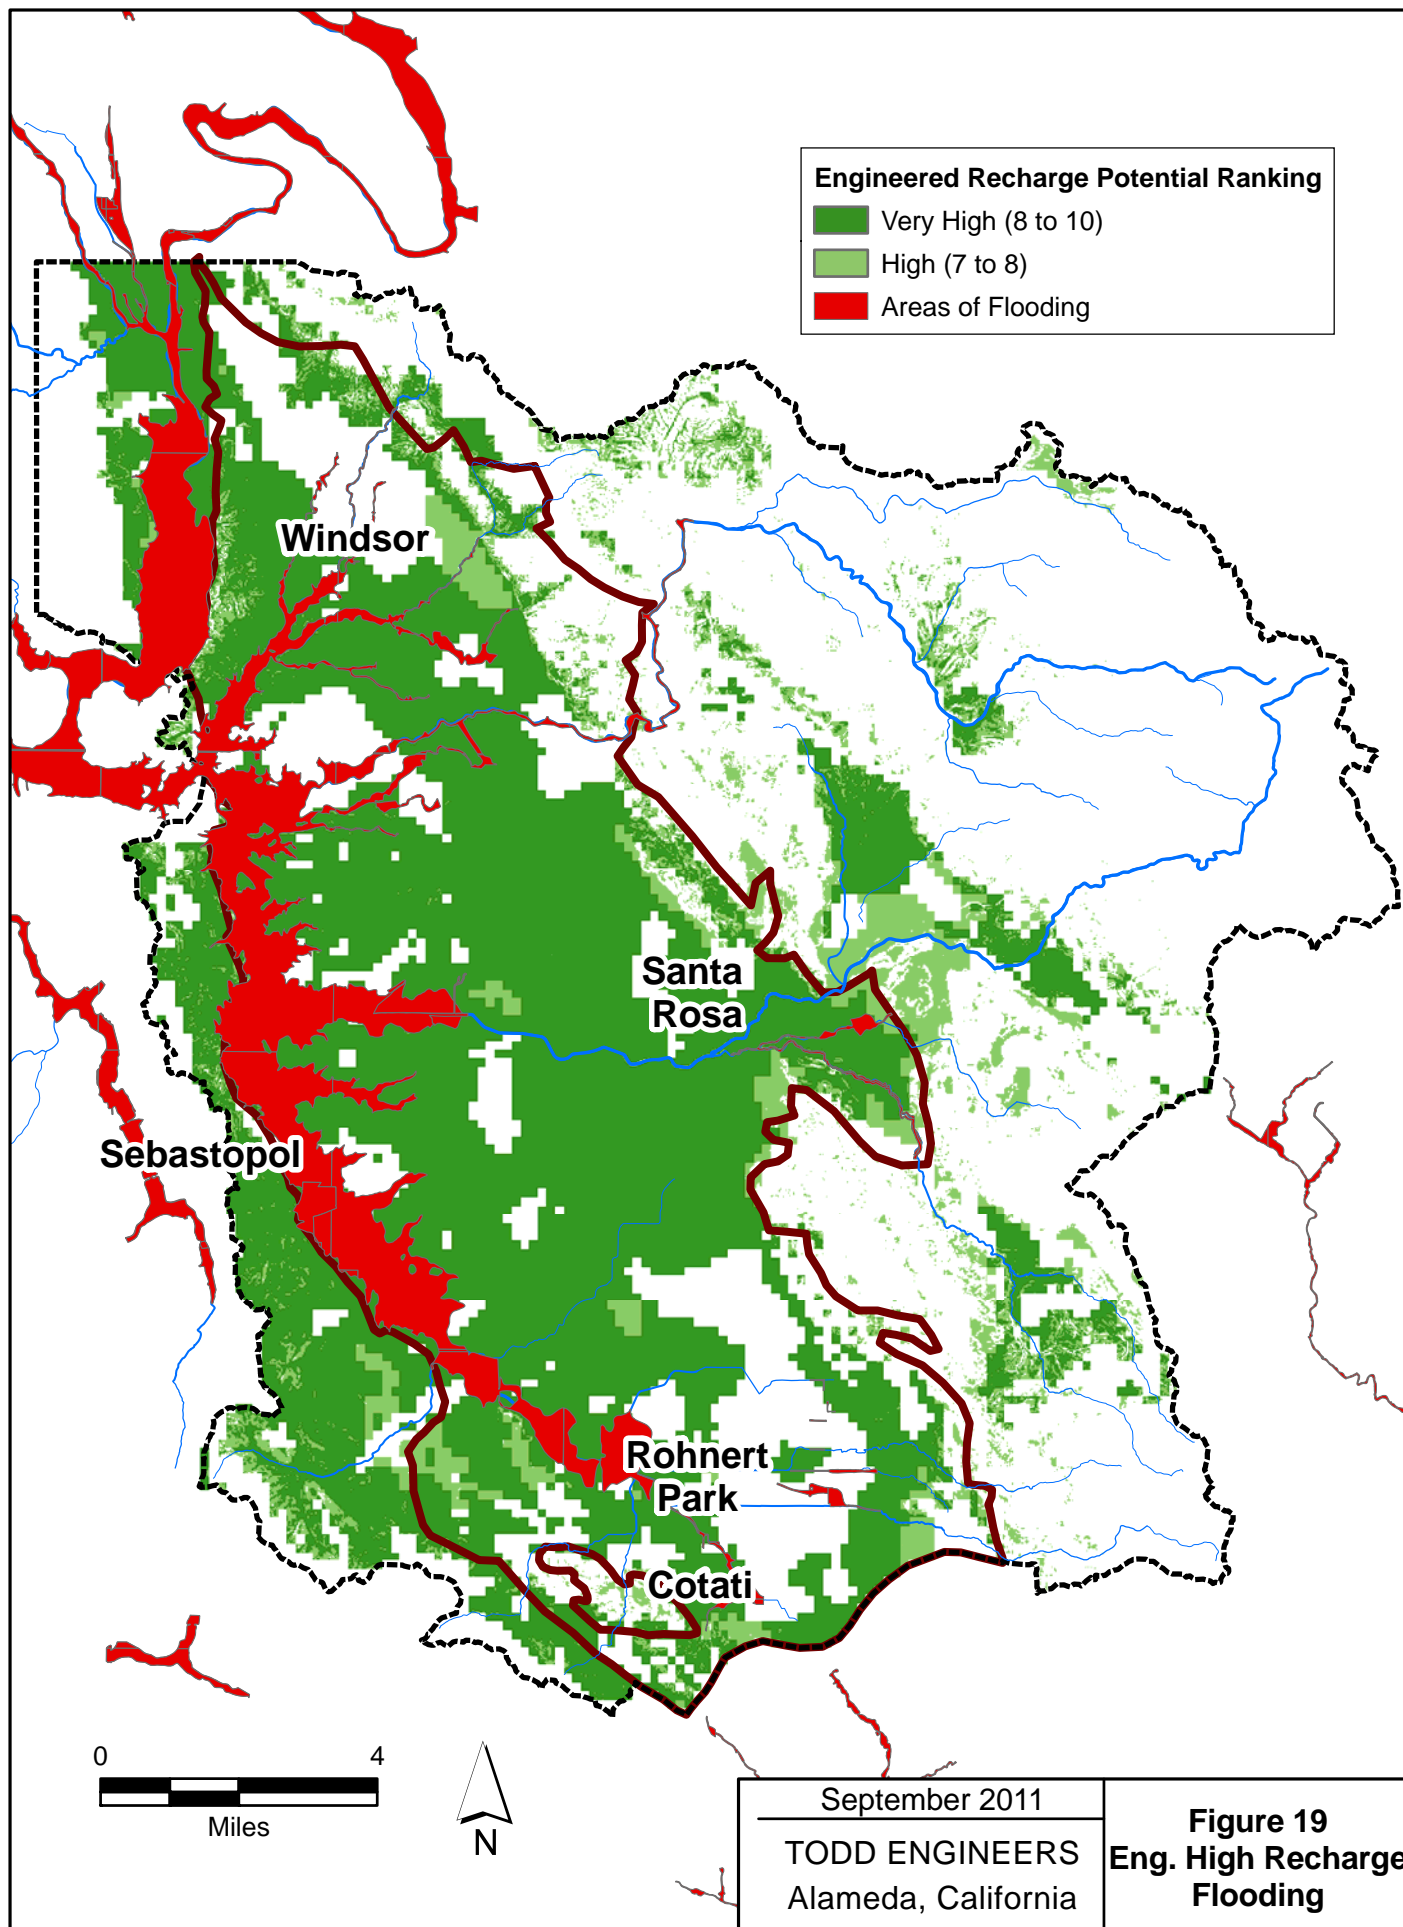 Engineered Recharge Potential Ranking
Very High (8 to 10)
High (7 to 8)
Areas of Flooding
Windsor
Santa
Rosa
Sebastopol
Rohnert
Park
Cotati
0 4
Miles
N
September 2011
TODD ENGINEERS
Alameda, California
Figure 19
Eng. High Recharge
Flooding